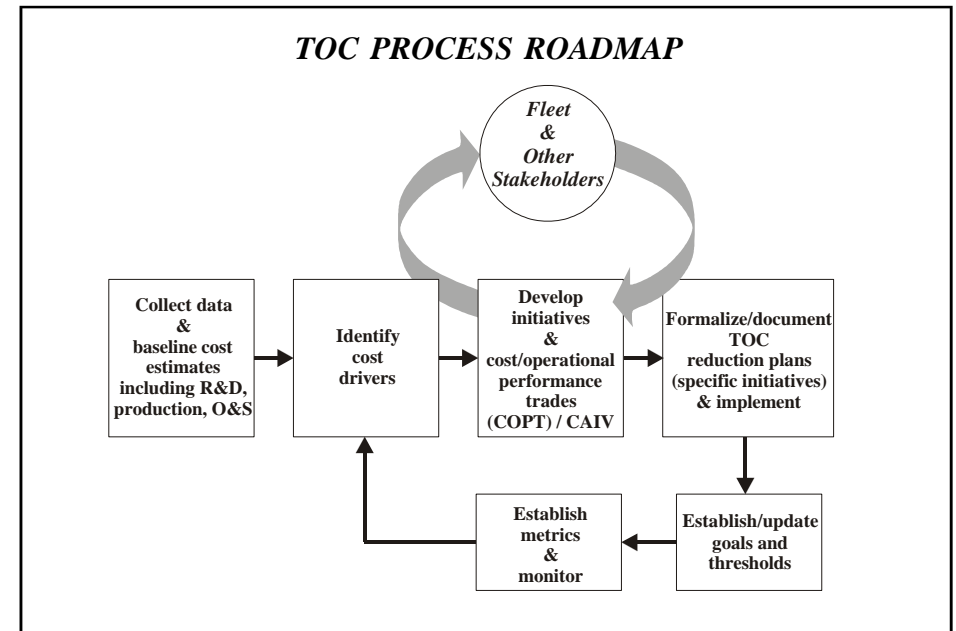 TOC PROCESS ROADMAP
Fleet
&
Other
Stakeholders
Collect data
&
baseline cost
estimates
including R&D,
production, O&S
Identify
cost
drivers
Develop
initiatives
&
cost/operational
performance
trades
(COPT) / CAIV
Formalize/document
TOC
reduction plans
(specific initiatives)
& implement
Establish
metrics
&
monitor
Establish/update
goals and
thresholds